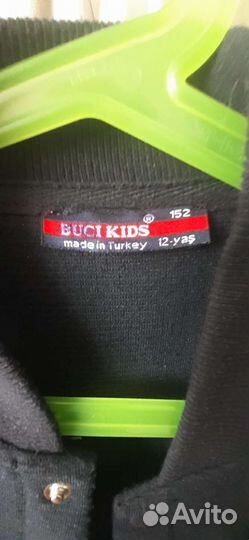 ® 152
BUCI KIDS
made in Turkey 12-yaş
Avito